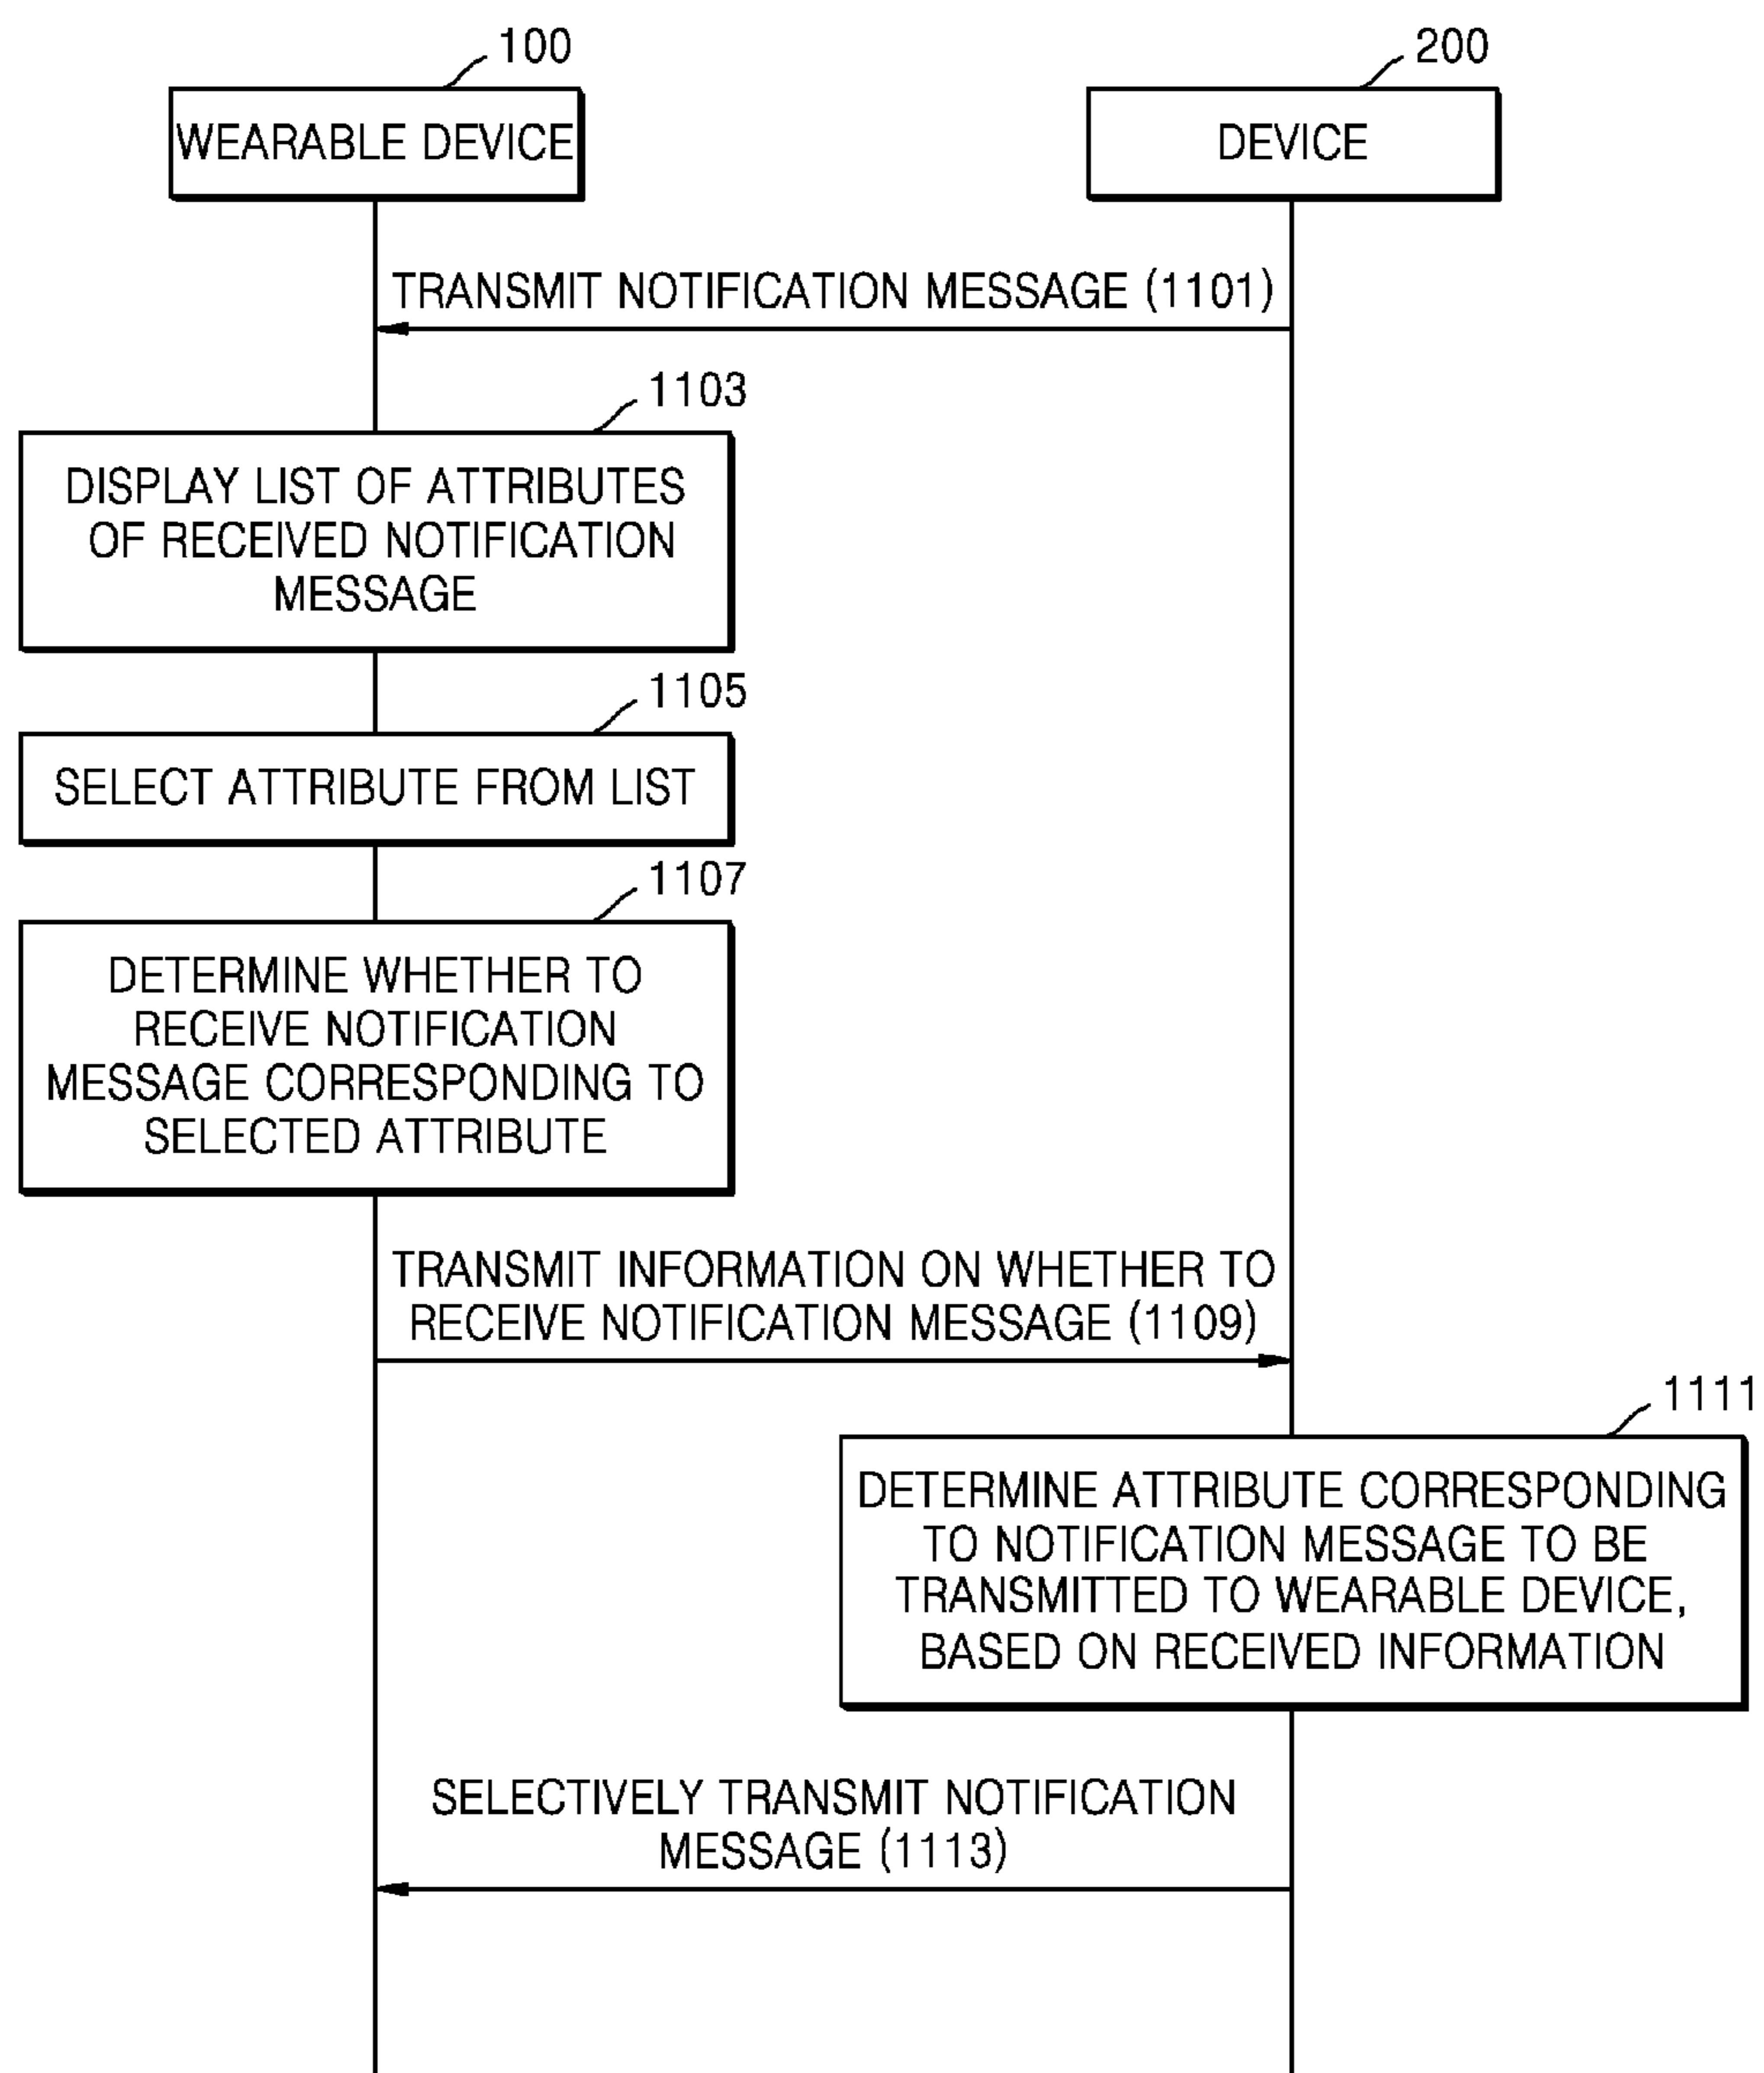 100
200
WEARABLE DEVICE
DEVICE
TRANSMIT NOTIFICATION MESSAGE (1101)
1103
DISPLAY LIST OF ATTRIBUTES
OF RECEIVED NOTIFICATION
MESSAGE
1105
SELECT ATTRIBUTE FROM LIST
1107
DETERMINE WHETHER TO
RECEIVE NOTIFICATION
MESSAGE CORRESPONDING TO
SELECTED ATTRIBUTE
TRANSMIT INFORMATION ON WHETHER TO
RECEIVE NOTIFICATION MESSAGE (1109)
1111
DETERMINE ATTRIBUTE CORRESPONDING
TO NOTIFICATION MESSAGE TO BE
TRANSMITTED TO WEARABLE DEVICE,
BASED ON RECEIVED INFORMATION
SELECTIVELY TRANSMIT NOTIFICATION
MESSAGE (1113)